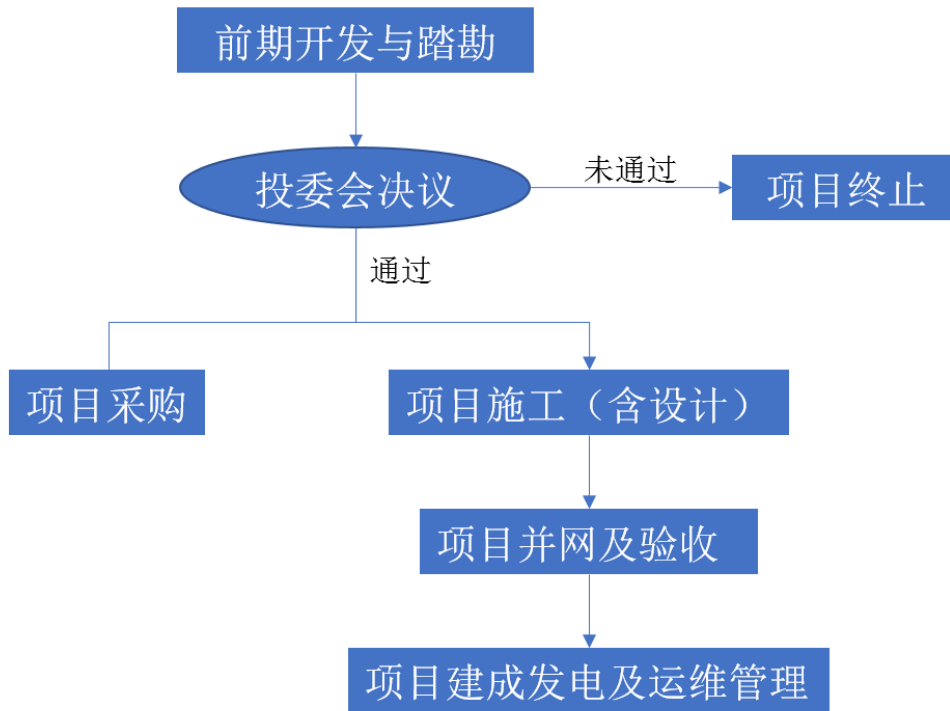 前期开发与踏勘
投委会决议
未通过
项目终止
通过
项目采购
项目施工（含设计）
项目并网及验收
项目建成发电及运维管理